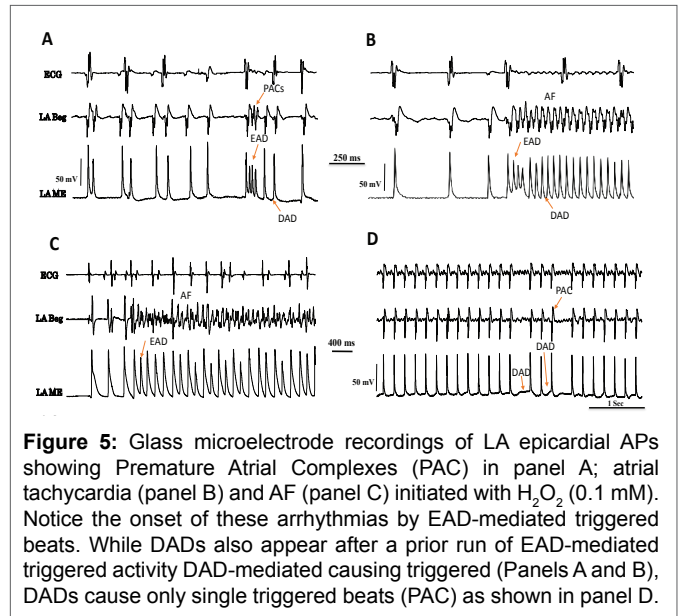 A
B
ECG
PACs
AF
LA Beg
EAD
EAD
250 ms
50 mV
50 mV
LA ME
DAD
DAD
C
D
ECG
AF
PAC
LA Beg
EAD
400 ms
DAD
DAD
50 mV
LA ME
1 Sec
Figure 5: Glass microelectrode recordings of LA epicardial APs
showing Premature Atrial Complexes (PAC) in panel A; atrial
tachycardia (panel B) and AF (panel C) initiated with H₂O₂ (0.1 mM).
Notice the onset of these arrhythmias by EAD-mediated triggered
beats. While DADs also appear after a prior run of EAD-mediated
triggered activity DAD-mediated causing triggered (Panels A and B),
DADs cause only single triggered beats (PAC) as shown in panel D.